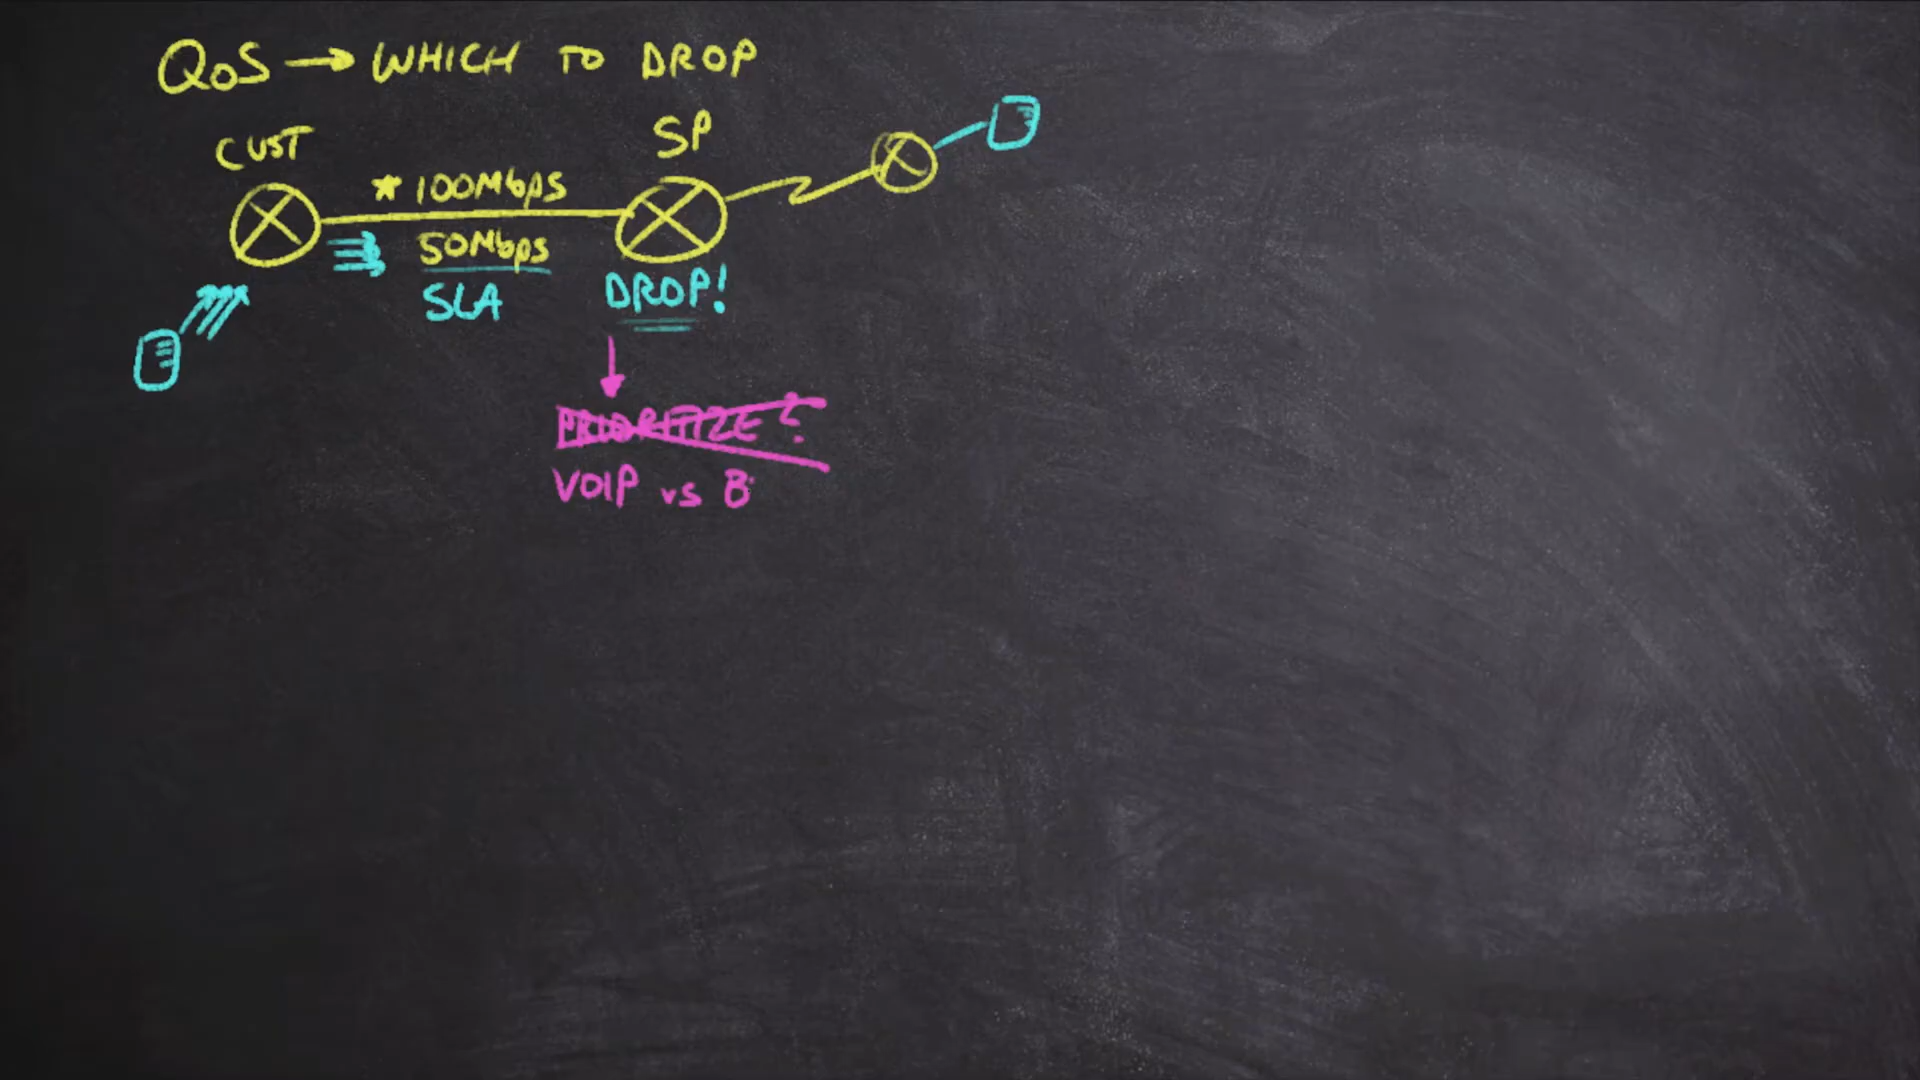 QoS → WHICH TO DROP
CUST
SP
* 100Mbps
50Mbps
SLA
DROP!
PRIORITIZE?
VOIP vs B